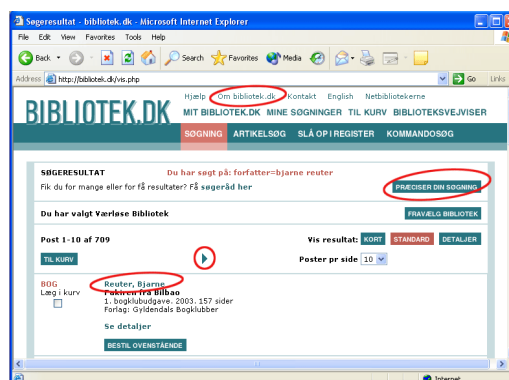 Søgeresultat - bibliotek.dk - Microsoft Internet Explorer
File Edit View Favorites Tools Help
Back Search Favorites Media
Address http://bibliotek.dk/vis.php Go Links
Hjælp Om bibliotek.dk Kontakt English Netbibliotekerne
BIBLIOTEK.DK
MIT BIBLIOTEK.DK MINE SØGNINGER TIL KURV BIBLIOTEKSVEJVISER
SØGNING ARTIKELSØG SLÅ OP I REGISTER KOMMANDOSØG
SØGERESULTAT Du har søgt på: forfatter=bjarne reuter
Fik du for mange eller for få resultater? Få søgeråd her PRÆCISER DIN SØGNING
Du har valgt Værløse Bibliotek FRAVÆLG BIBLIOTEK
Post 1-10 af 709 Vis resultat: KORT STANDARD DETALJER
TIL KURV Poster pr side 10
BOG Reuter, Bjarne
Læg i kurv Fakiren fra Bilbao
1. bogklubudgave. 2003. 157 sider
Forlag: Gyldendals Bogklubber
Se detaljer
BESTIL OVENSTÅENDE
Internet